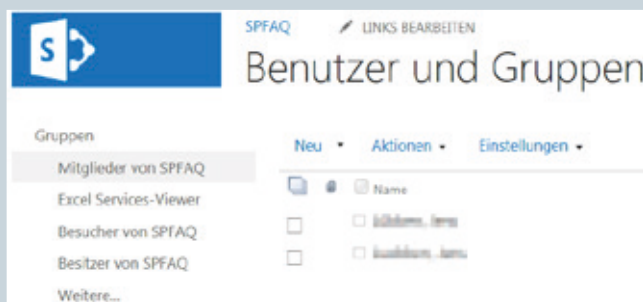 S
SPFAQ LINKS BEARBEITEN
Benutzer und Gruppen
Gruppen
Mitglieder von SPFAQ
Excel Services-Viewer
Besucher von SPFAQ
Besitzer von SPFAQ
Weitere...
Neu Aktionen Einstellungen
Name